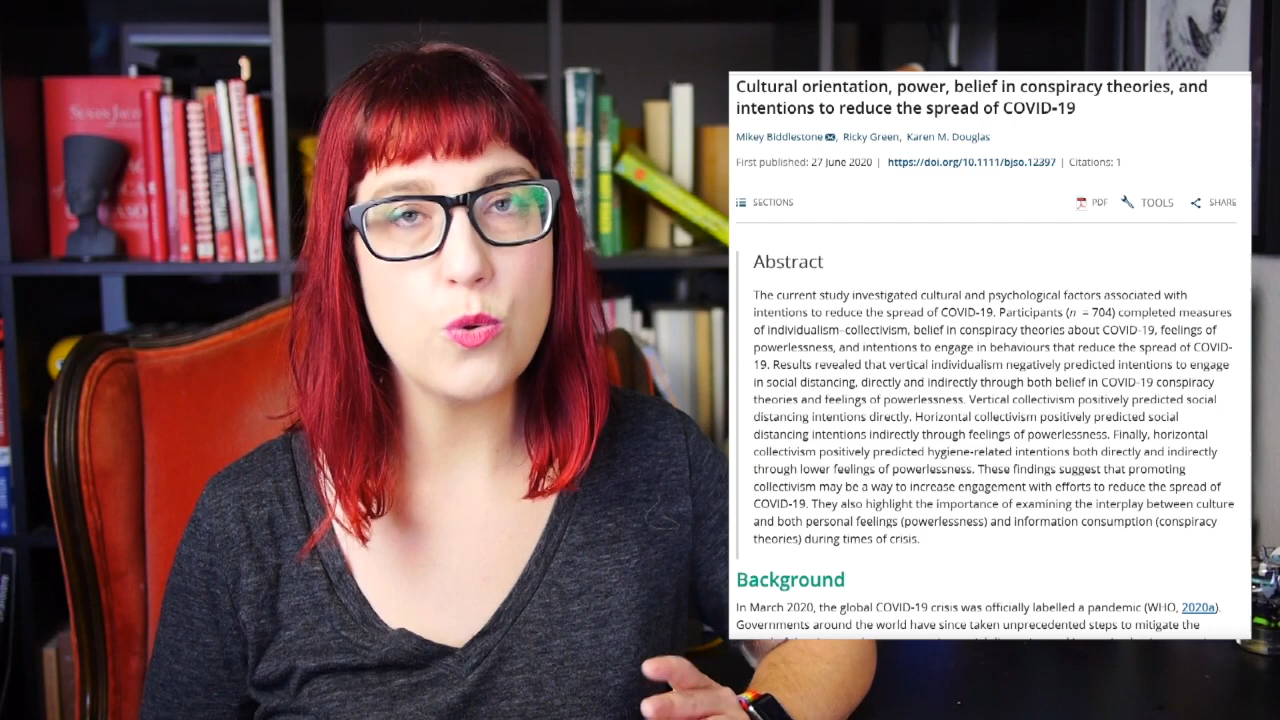 SUSAN JACOBY
Cultural orientation, power, belief in conspiracy theories, and
intentions to reduce the spread of COVID-19
Mikey Biddlestone, Ricky Green, Karen M. Douglas
First published: 27 June 2020 | https://doi.org/10.1111/bjso.12397 | Citations: 1
SECTIONS PDF TOOLS SHARE
Abstract
The current study investigated cultural and psychological factors associated with
intentions to reduce the spread of COVID-19. Participants (n = 704) completed measures
of individualism–collectivism, belief in conspiracy theories about COVID-19, feelings of
powerlessness, and intentions to engage in behaviours that reduce the spread of COVID-
19. Results revealed that vertical individualism negatively predicted intentions to engage
in social distancing, directly and indirectly through both belief in COVID-19 conspiracy
theories and feelings of powerlessness. Vertical collectivism positively predicted social
distancing intentions directly. Horizontal collectivism positively predicted social
distancing intentions indirectly through feelings of powerlessness. Finally, horizontal
collectivism positively predicted hygiene-related intentions both directly and indirectly
through lower feelings of powerlessness. These findings suggest that promoting
collectivism may be a way to increase engagement with efforts to reduce the spread of
COVID-19. They also highlight the importance of examining the interplay between culture
and both personal feelings (powerlessness) and information consumption (conspiracy
theories) during times of crisis.
Background
In March 2020, the global COVID-19 crisis was officially labelled a pandemic (WHO, 2020a).
Governments around the world have since taken unprecedented steps to mitigate the